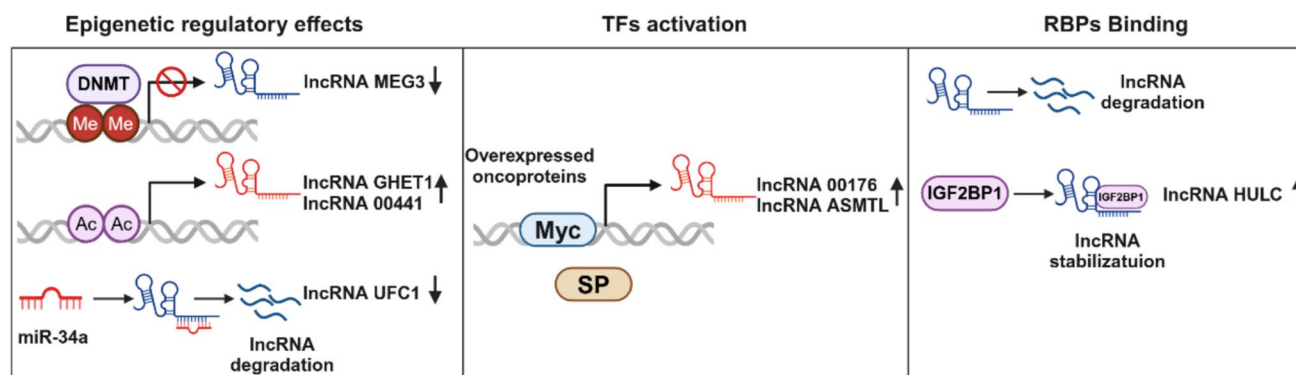 Epigenetic regulatory effects
DNMT
Me Me
lncRNA MEG3
Ac Ac
lncRNA GHET1
lncRNA 00441
miR-34a
lncRNA UFC1
lncRNA
degradation
TFs activation
Overexpressed
oncoproteins
Myc
SP
lncRNA 00176
lncRNA ASMTL
RBPs Binding
lncRNA
degradation
IGF2BP1
IGF2BP1
lncRNA HULC
lncRNA
stabilizatuion